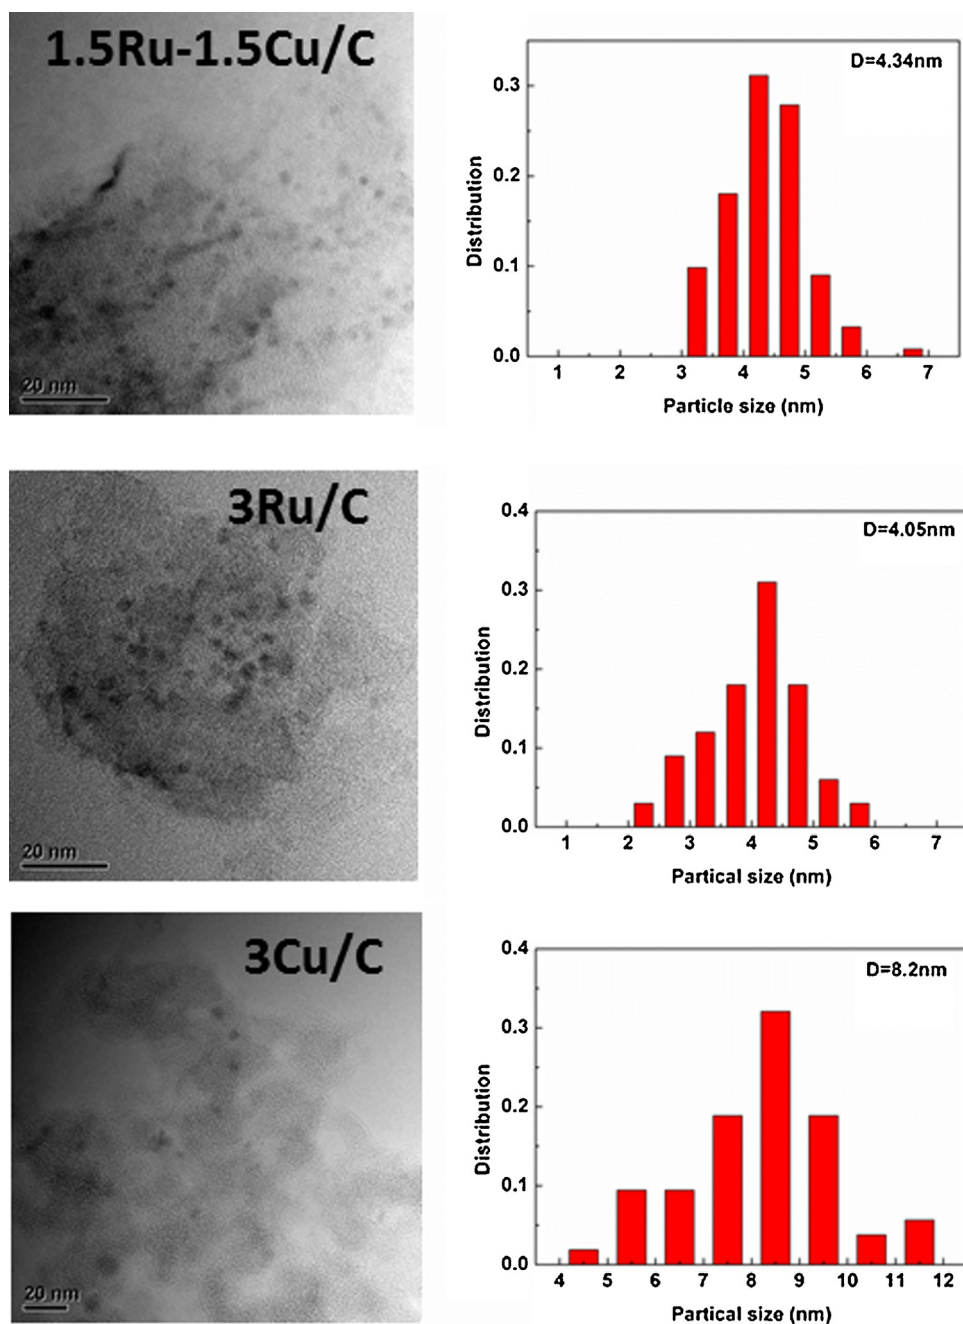 1.5Ru-1.5Cu/C
20 nm
D=4.34nm
Distribution
0.3
0.2
0.1
0.0
1 2 3 4 5 6 7
Particle size (nm)
3Ru/C
20 nm
D=4.05nm
Distribution
0.4
0.3
0.2
0.1
0.0
1 2 3 4 5 6 7
Partical size (nm)
3Cu/C
20 nm
D=8.2nm
Distribution
0.4
0.3
0.2
0.1
0.0
4 5 6 7 8 9 10 11 12
Partical size (nm)